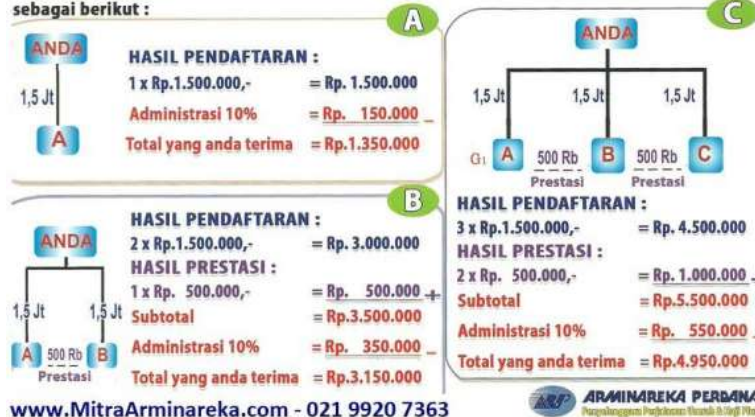 sebagai berikut :
A
ANDA
1,5 Jt
A
HASIL PENDAFTARAN :
1 x Rp.1.500.000,- = Rp. 1.500.000
Administrasi 10% = Rp. 150.000 _
Total yang anda terima = Rp.1.350.000
B
ANDA
1,5 Jt 1,5 Jt
A 500 Rb B
Prestasi
HASIL PENDAFTARAN :
2 x Rp.1.500.000,- = Rp. 3.000.000
HASIL PRESTASI :
1 x Rp. 500.000,- = Rp. 500.000 +
Subtotal = Rp.3.500.000
Administrasi 10% = Rp. 350.000 _
Total yang anda terima = Rp.3.150.000
C
ANDA
1,5 Jt 1,5 Jt 1,5 Jt
G1 A 500 Rb B 500 Rb C
Prestasi Prestasi
HASIL PENDAFTARAN :
3 x Rp.1.500.000,- = Rp. 4.500.000
HASIL PRESTASI :
2 x Rp. 500.000,- = Rp. 1.000.000
Subtotal = Rp.5.500.000
Administrasi 10% = Rp. 550.000 _
Total yang anda terima = Rp.4.950.000
www.MitraArminareka.com - 021 9920 7363
ARMINAREKA PERDANA
Penyelenggara Perjalanan Umrah & Haji